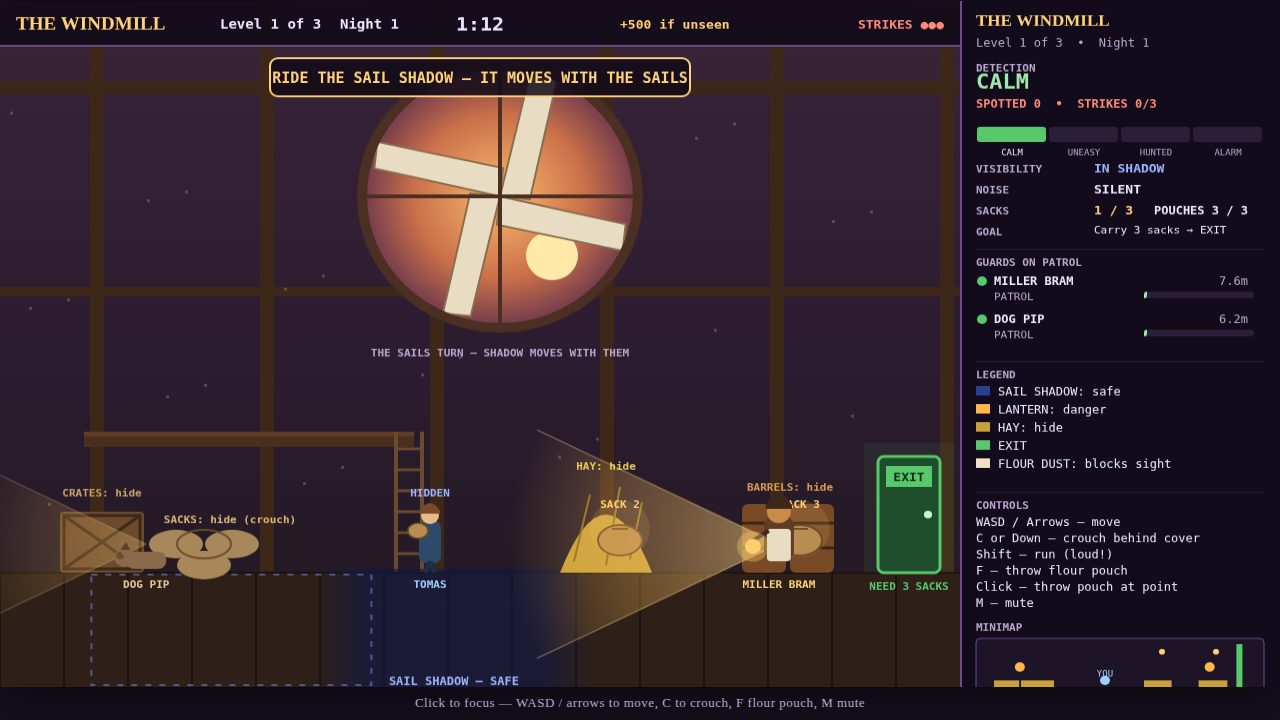 THE WINDMILL
Level 1 of 3 Night 1
1:12
+500 if unseen
STRIKES ●●●
RIDE THE SAIL SHADOW — IT MOVES WITH THE SAILS
THE SAILS TURN — SHADOW MOVES WITH THEM
HAY: hide
CRATES: hide
HIDDEN
BARRELS: hide
SACK 2
ACK 3
EXIT
SACKS: hide (crouch)
DOG PIP
TOMAS
MILLER BRAM
NEED 3 SACKS
SAIL SHADOW — SAFE
THE WINDMILL
Level 1 of 3 • Night 1
DETECTION
CALM
SPOTTED 0 • STRIKES 0/3
CALM UNEASY HUNTED ALARM
VISIBILITY IN SHADOW
NOISE SILENT
SACKS 1 / 3 POUCHES 3 / 3
GOAL Carry 3 sacks → EXIT
GUARDS ON PATROL
MILLER BRAM 7.6m
PATROL
DOG PIP 6.2m
PATROL
LEGEND
SAIL SHADOW: safe
LANTERN: danger
HAY: hide
EXIT
FLOUR DUST: blocks sight
CONTROLS
WASD / Arrows — move
C or Down — crouch behind cover
Shift — run (loud!)
F — throw flour pouch
Click — throw pouch at point
M — mute
MINIMAP
YOU
Click to focus — WASD / arrows to move, C to crouch, F flour pouch, M mute